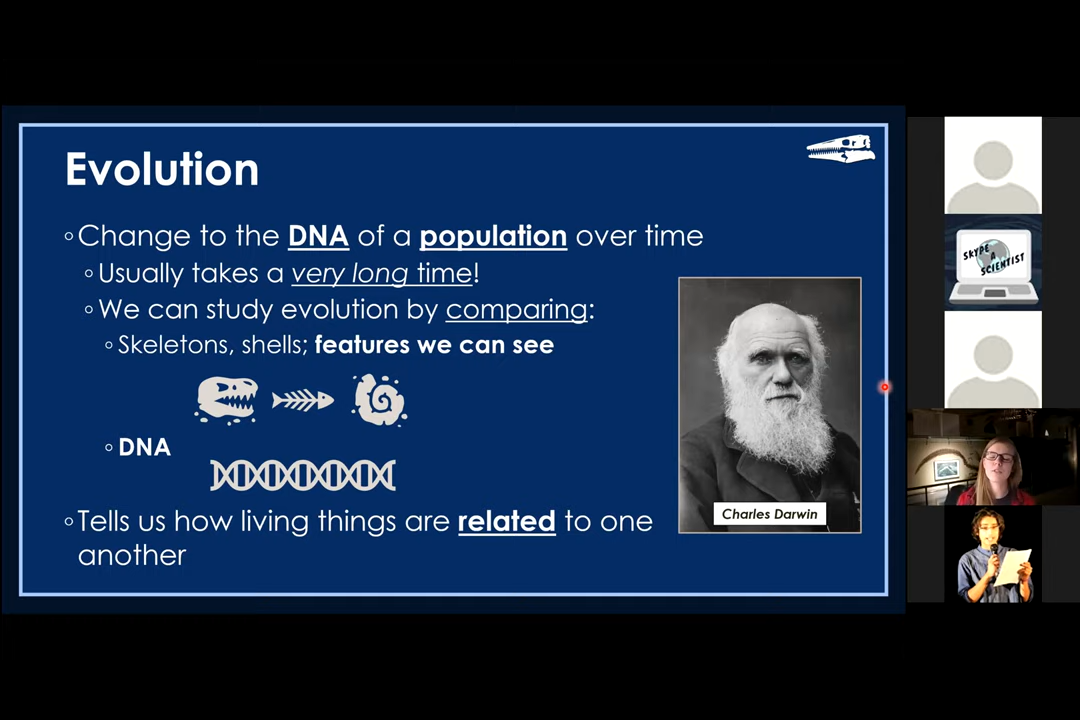 Evolution
◦Change to the DNA of a population over time
◦Usually takes a very long time!
◦We can study evolution by comparing:
◦Skeletons, shells; features we can see
◦DNA
◦Tells us how living things are related to one
another
Charles Darwin
SKYPE
A
SCIENTIST